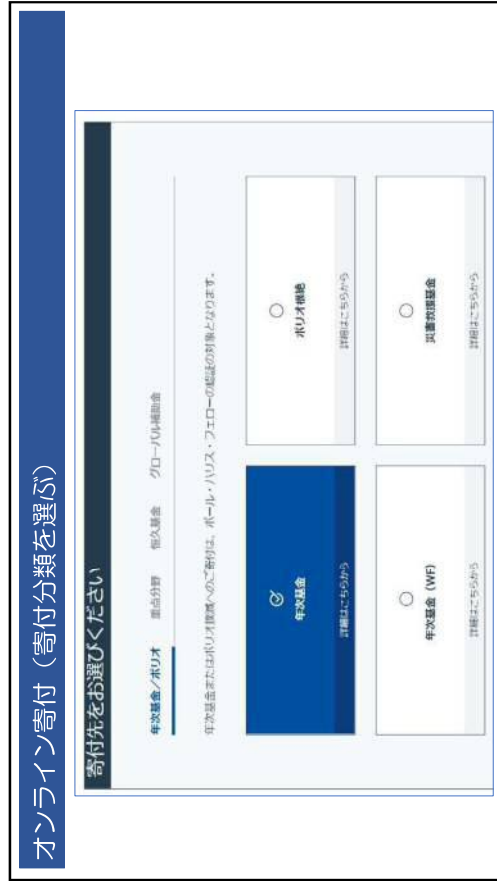 オンライン寄付（寄付分類を選ぶ）
寄付先をお選びください
年次基金／ポリオ 重点分野 恒久基金 グローバル補助金
年次基金またはポリオ撲滅へのご寄付は、ポール・ハリス・フェローの認証の対象となります。
年次基金
詳細はこちらから
ポリオ根絶
詳細はこちらから
年次基金（WF）
詳細はこちらから
災害救援基金
詳細はこちらから